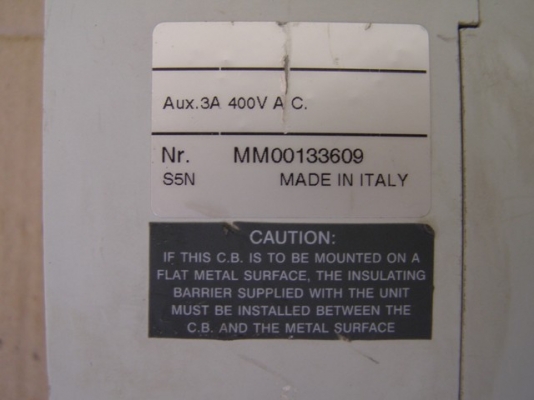 Aux.3A 400V A.C.
Nr. MM00133609
S5N MADE IN ITALY
CAUTION:
IF THIS C.B. IS TO BE MOUNTED ON A
FLAT METAL SURFACE, THE INSULATING
BARRIER SUPPLIED WITH THE UNIT
MUST BE INSTALLED BETWEEN THE
C.B. AND THE METAL SURFACE